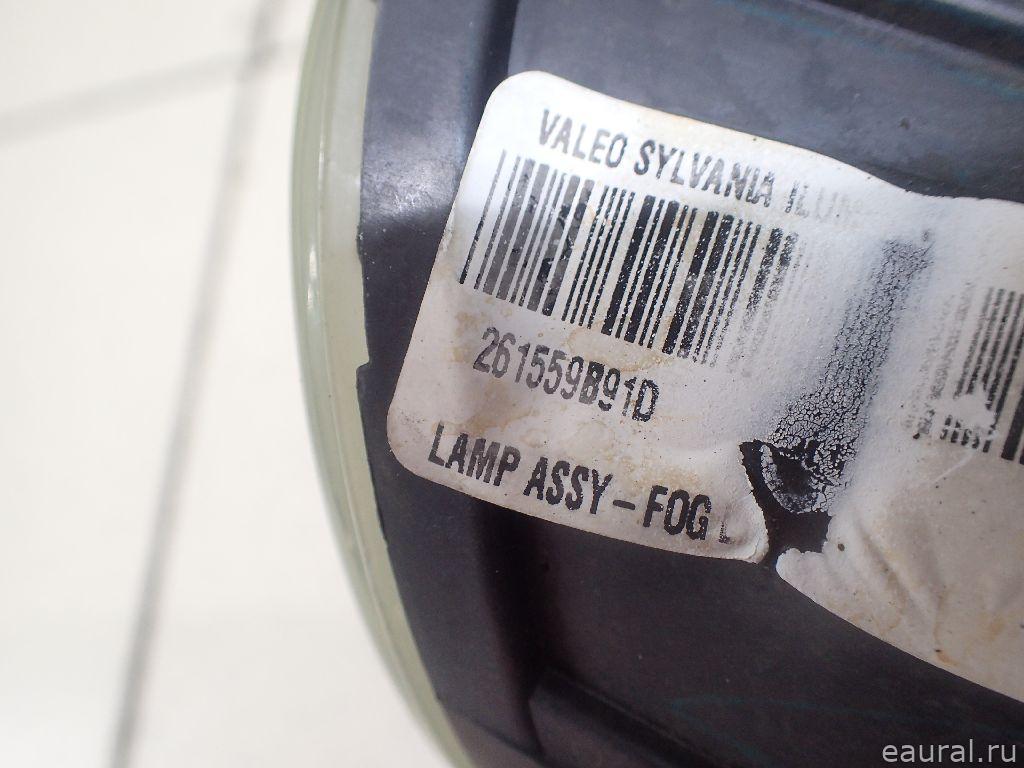 VALEO SYLVANIA
261559B91D
LAMP ASSY - FOG
eaural.ru